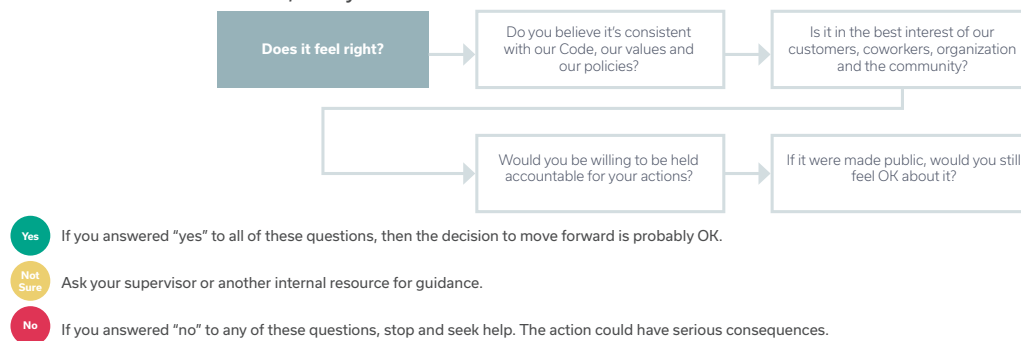 Does it feel right?
Do you believe it's consistent
with our Code, our values and
our policies?
Is it in the best interest of our
customers, coworkers, organization
and the community?
Would you be willing to be held
accountable for your actions?
If it were made public, would you still
feel OK about it?
Yes
If you answered "yes" to all of these questions, then the decision to move forward is probably OK.
Not
Sure
Ask your supervisor or another internal resource for guidance.
No
If you answered "no" to any of these questions, stop and seek help. The action could have serious consequences.